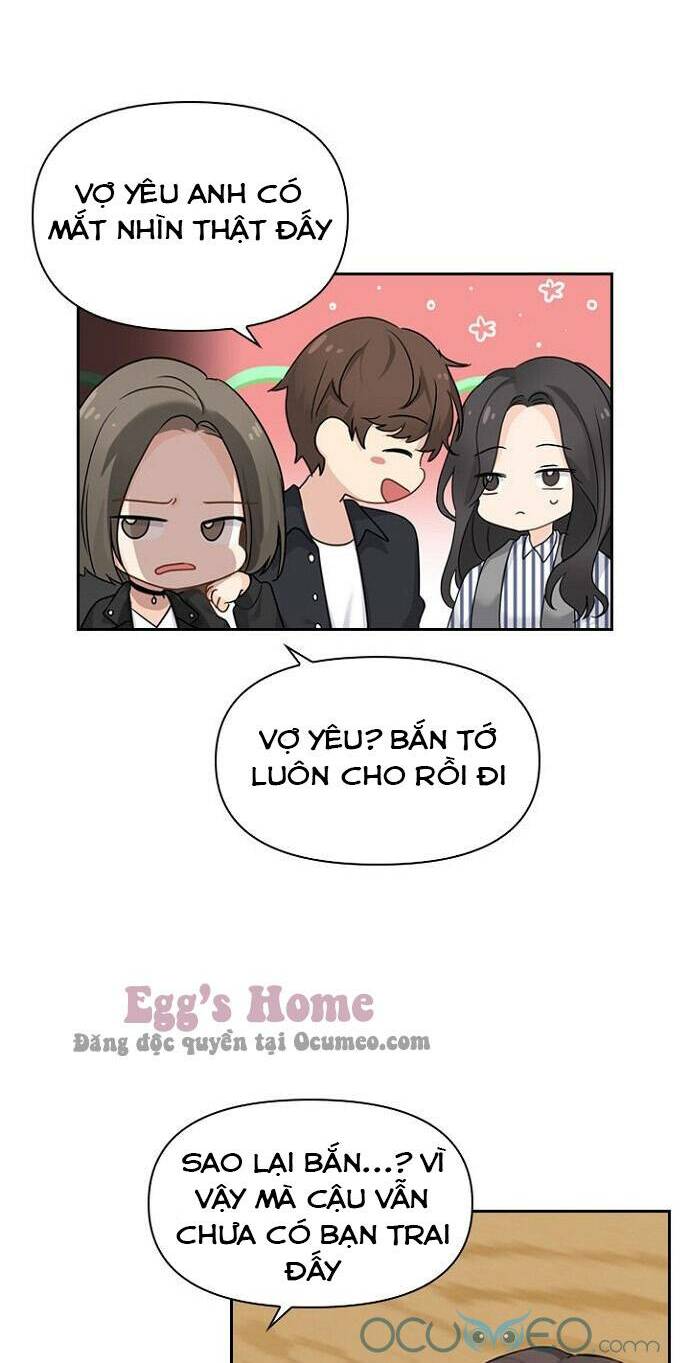 VỢ YÊU ANH CÓ
MẮT NHÌN THẬT ĐẤY
VỢ YÊU? BẮN TỚ
LUÔN CHO RỒI ĐI
Egg's Home
Đăng độc quyền tại Ocumeo.com
SAO LẠI BẮN...? VÌ
VẬY MÀ CẬU VẪN
CHƯA CÓ BẠN TRAI
ĐẤY
OCUMEO.com